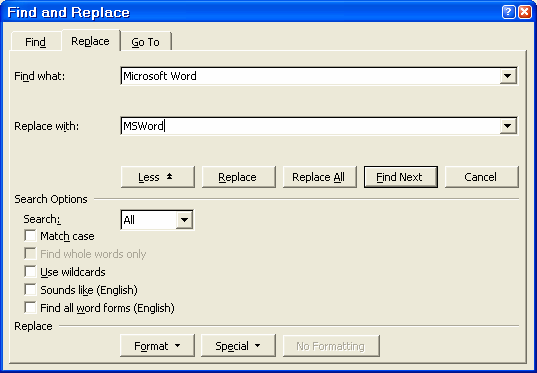 Find and Replace
Find Replace Go To
Find what: Microsoft Word
Replace with: MSWord
Less Replace Replace All Find Next Cancel
Search Options
Search: All
Match case
Find whole words only
Use wildcards
Sounds like (English)
Find all word forms (English)
Replace
Format Special No Formatting